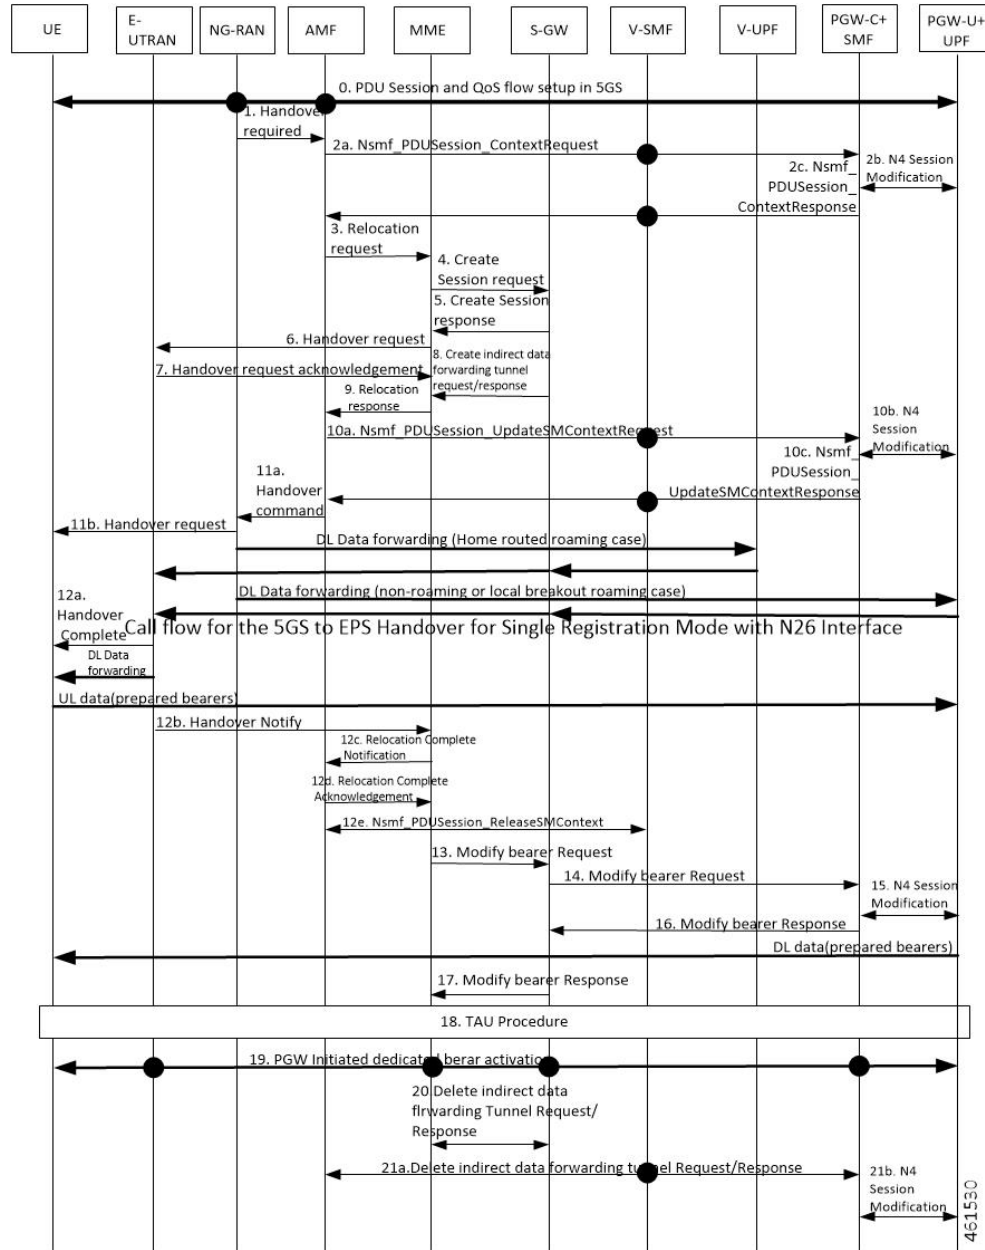 UE
E-
UTRAN
NG-RAN
AMF
MME
S-GW
V-SMF
V-UPF
PGW-C+
SMF
PGW-U+
UPF
0. PDU Session and QoS flow setup in 5GS
1. Handover
required
2a. Nsmf_PDUSession_ContextRequest
2b. N4 Session
Modification
2c. Nsmf_
PDUSession_
ContextResponse
3. Relocation
request
4. Create
Session request
5. Create Session
response
6. Handover request
7. Handover request acknowledgement
8. Create indirect data
forwarding tunnel
request/response
9. Relocation
response
10a. Nsmf_PDUSession_UpdateSMContextRequest
10b. N4
Session
Modification
10c. Nsmf_
PDUSession_
UpdateSMContextResponse
11a.
Handover
command
11b. Handover request
DL Data forwarding (Home routed roaming case)
DL Data forwarding (non-roaming or local breakout roaming case)
12a.
Handover
Complete
Call flow for the 5GS to EPS Handover for Single Registration Mode with N26 Interface
DL Data
forwarding
UL data(prepared bearers)
12b. Handover Notify
12c. Relocation Complete
Notification
12d. Relocation Complete
Acknowledgement
12e. Nsmf_PDUSession_ReleaseSMContext
13. Modify bearer Request
14. Modify bearer Request
15. N4 Session
Modification
16. Modify bearer Response
DL data(prepared bearers)
17. Modify bearer Response
18. TAU Procedure
19. PGW Initiated dedicated berar activation
20.Delete indirect data
flrwarding Tunnel Request/
Response
21a.Delete indirect data forwarding tunnel Request/Response
21b. N4
Session
Modification
461530